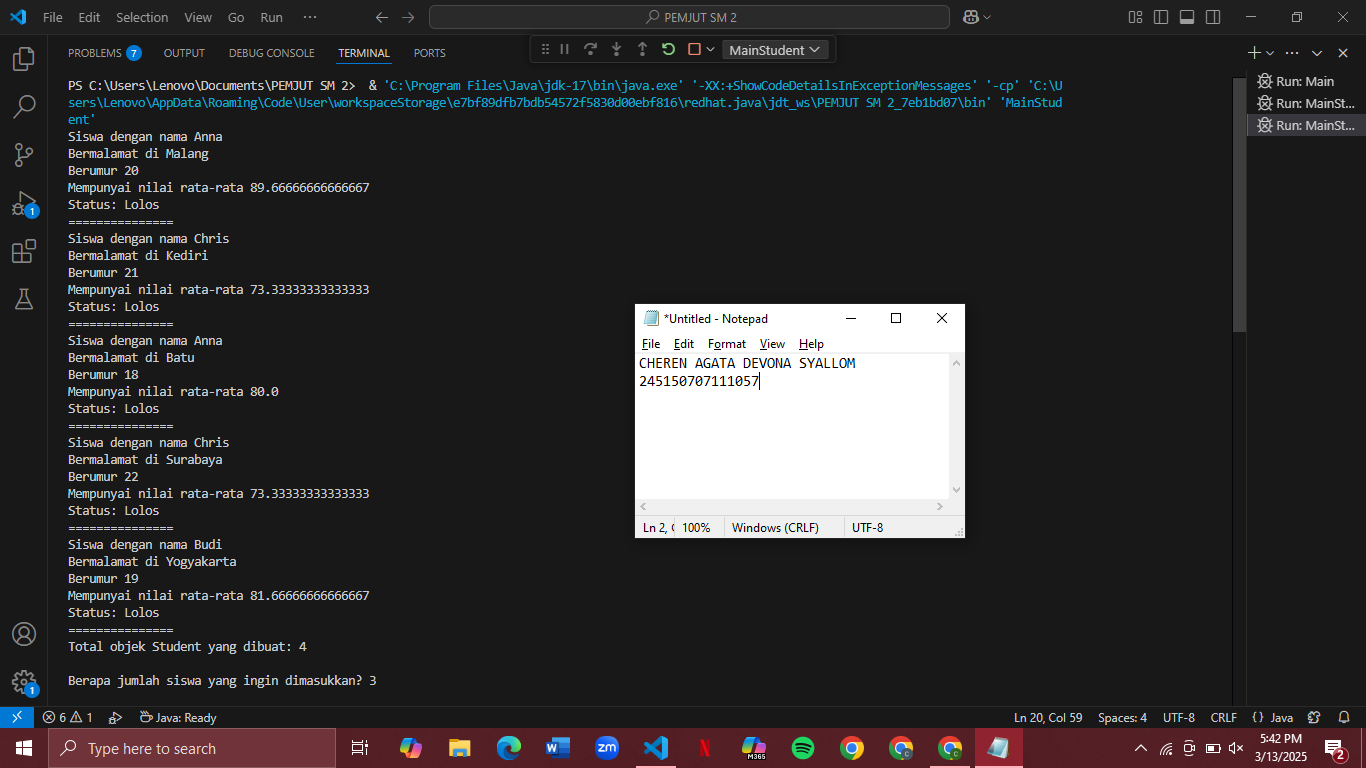 File Edit Selection View Go Run ···
PEMJUT SM 2
PROBLEMS 7 OUTPUT DEBUG CONSOLE TERMINAL PORTS
MainStudent
PS C:\Users\Lenovo\Documents\PEMJUT SM 2>  & 'C:\Program Files\Java\jdk-17\bin\java.exe' '-XX:+ShowCodeDetailsInExceptionMessages' '-cp' 'C:\U
sers\Lenovo\AppData\Roaming\Code\User\workspaceStorage\e7bf89dfb7bdb54572f5830d00ebf816\redhat.java\jdt_ws\PEMJUT SM 2_7eb1bd07\bin' 'MainStud
ent'
Siswa dengan nama Anna
Bermalamat di Malang
Berumur 20
Mempunyai nilai rata-rata 89.66666666666667
Status: Lolos
===============
Siswa dengan nama Chris
Bermalamat di Kediri
Berumur 21
Mempunyai nilai rata-rata 73.33333333333333
Status: Lolos
===============
Siswa dengan nama Anna
Bermalamat di Batu
Berumur 18
Mempunyai nilai rata-rata 80.0
Status: Lolos
===============
Siswa dengan nama Chris
Bermalamat di Surabaya
Berumur 22
Mempunyai nilai rata-rata 73.33333333333333
Status: Lolos
===============
Siswa dengan nama Budi
Bermalamat di Yogyakarta
Berumur 19
Mempunyai nilai rata-rata 81.66666666666667
Status: Lolos
===============
Total objek Student yang dibuat: 4
Berapa jumlah siswa yang ingin dimasukkan? 3
Run: Main
Run: MainSt...
Run: MainSt...
*Untitled - Notepad
File Edit Format View Help
CHEREN AGATA DEVONA SYALLOM
245150707111057
Ln 2, C 100% Windows (CRLF) UTF-8
1
1
6 1 Java: Ready
Ln 20, Col 59 Spaces: 4 UTF-8 CRLF {} Java
Type here to search
W
zm
N
M365
C
C
5:42 PM
3/13/2025
2